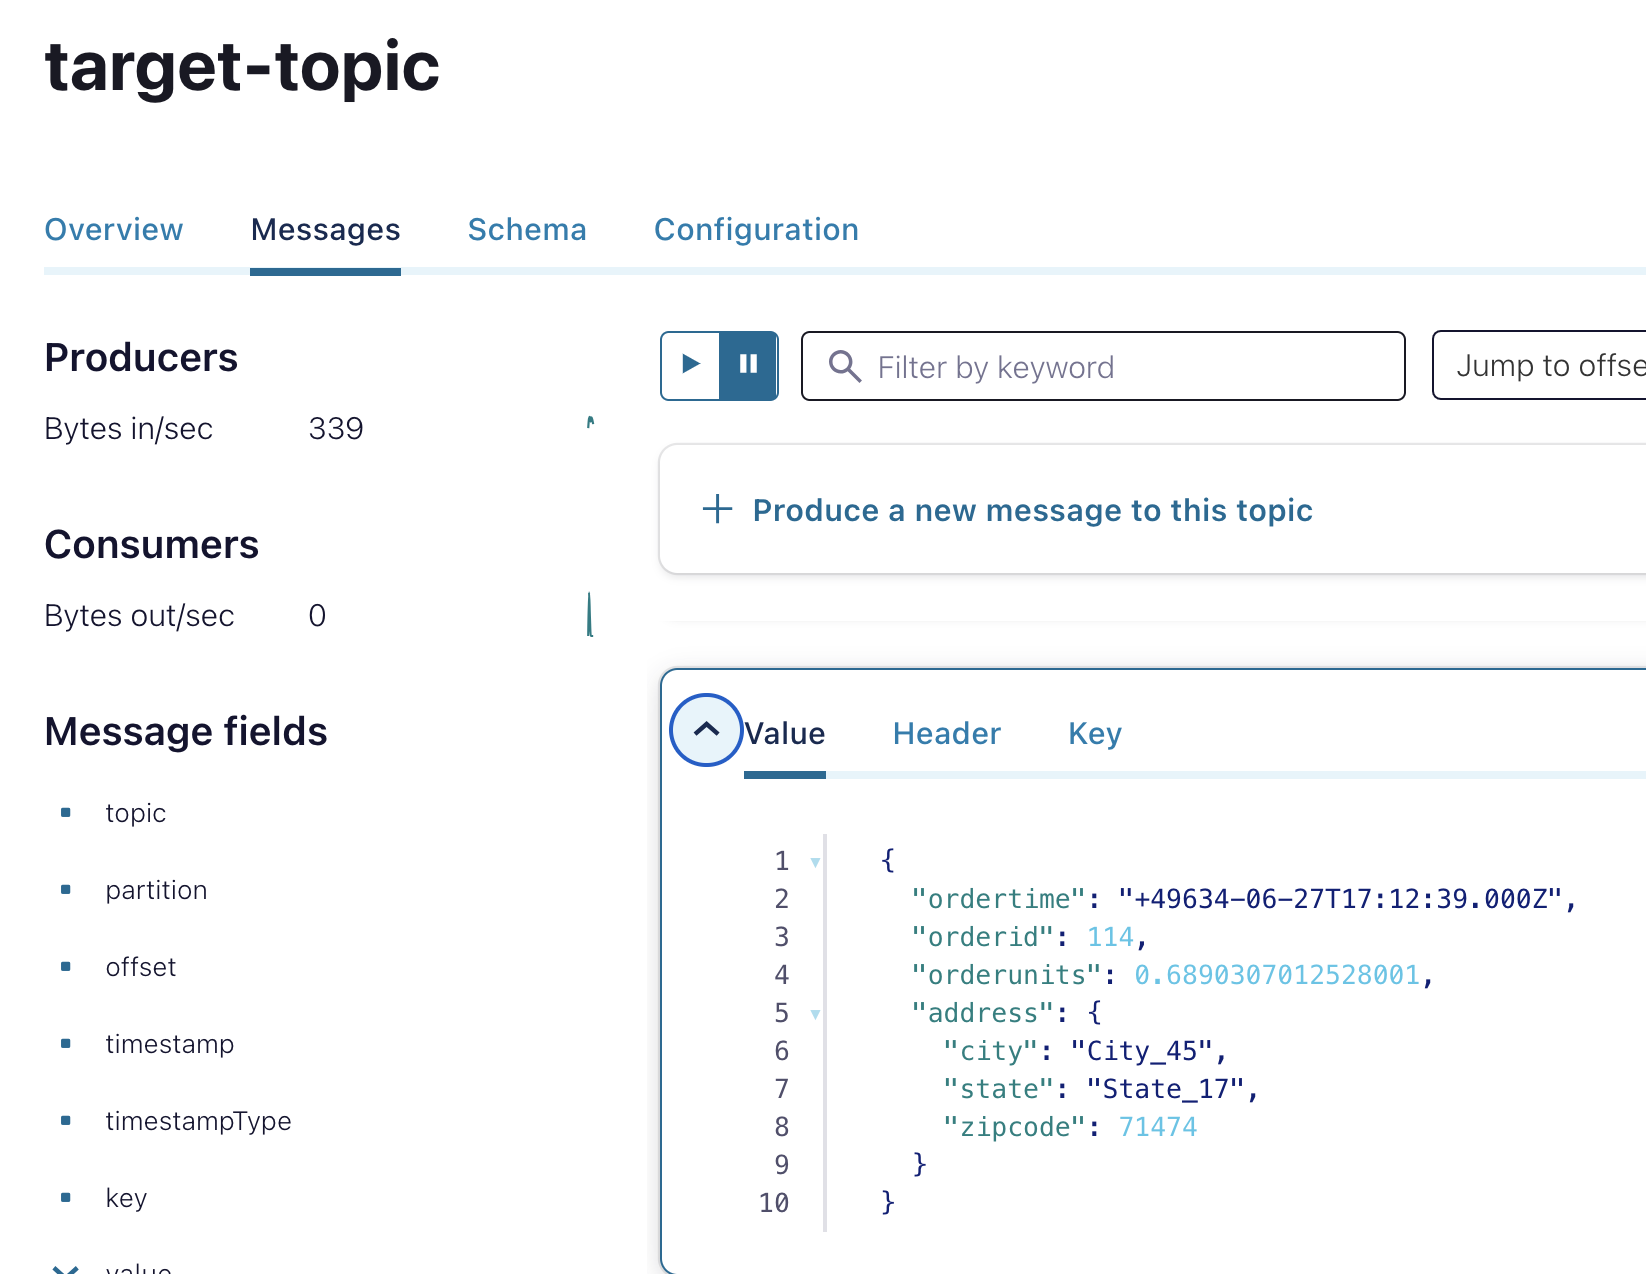 target-topic
Overview Messages Schema Configuration
Producers
Bytes in/sec 339
Consumers
Bytes out/sec 0
Message fields
topic
partition
offset
timestamp
timestampType
key
value
Filter by keyword
Jump to offse
+ Produce a new message to this topic
Value Header Key
1 {
2 "ordertime": "+49634-06-27T17:12:39.000Z",
3 "orderid": 114,
4 "orderunits": 0.6890307012528001,
5 "address": {
6 "city": "City_45",
7 "state": "State_17",
8 "zipcode": 71474
9 }
10 }